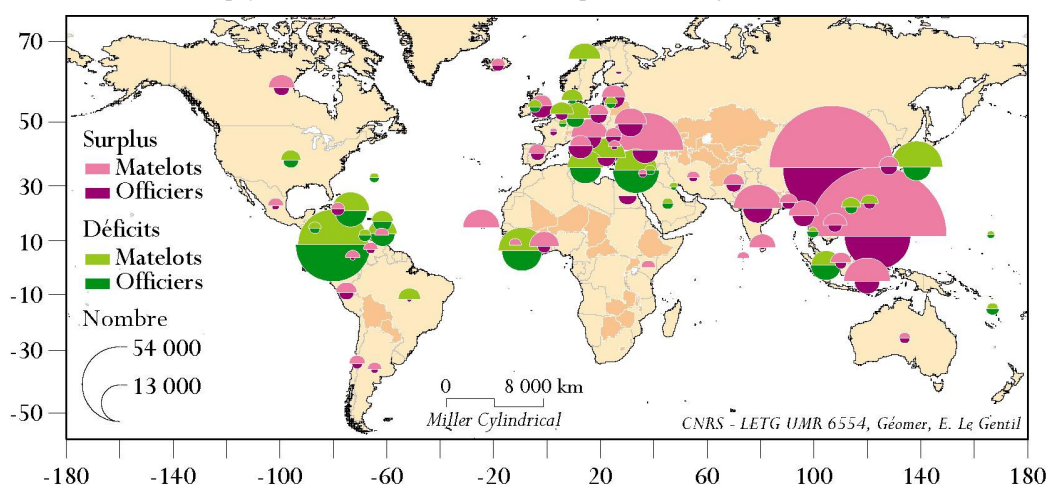 70
50
30
10
-10
-30
-50
Surplus
Matelots
Officiers
Déficits
Matelots
Officiers
Nombre
54 000
13 000
0 8 000 km
Miller Cylindrical
CNRS - LETG UMR 6554, Géomer, E. Le Gentil
-180 -140 -100 -60 -20 20 60 100 140 180